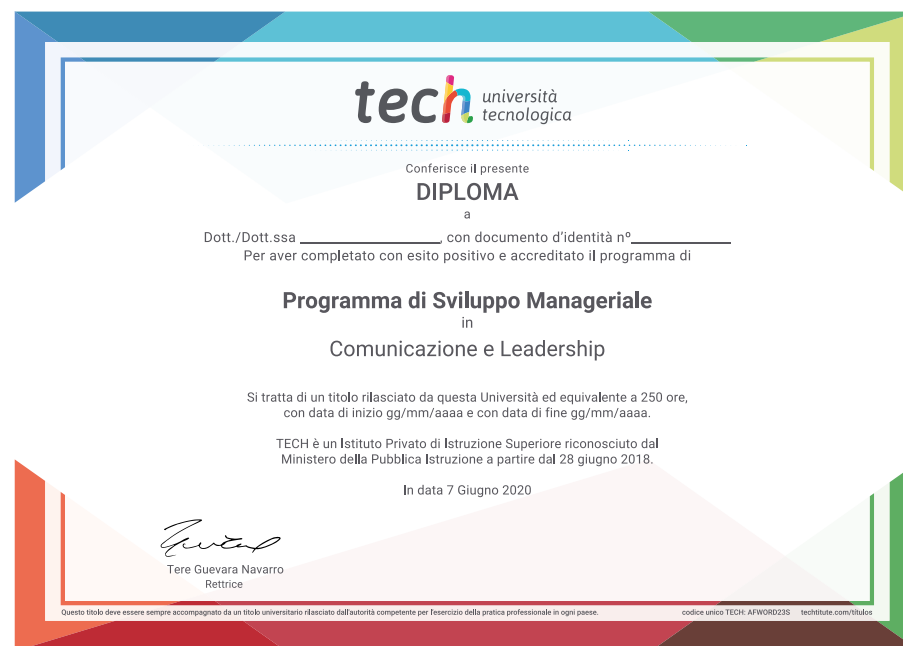 tech università
tecnologica
Conferisce il presente
DIPLOMA
a
Dott./Dott.ssa ____________________, con documento d'identità nº______________
Per aver completato con esito positivo e accreditato il programma di
Programma di Sviluppo Manageriale
in
Comunicazione e Leadership
Si tratta di un titolo rilasciato da questa Università ed equivalente a 250 ore,
con data di inizio gg/mm/aaaa e con data di fine gg/mm/aaaa.
TECH è un Istituto Privato di Istruzione Superiore riconosciuto dal
Ministero della Pubblica Istruzione a partire dal 28 giugno 2018.
In data 7 Giugno 2020
Tere Guevara Navarro
Rettrice
Questo titolo deve essere sempre accompagnato da un titolo universitario rilasciato dall'autorità competente per l'esercizio della pratica professionale in ogni paese. codice unico TECH: AFWORD23S techtitute.com/titulos